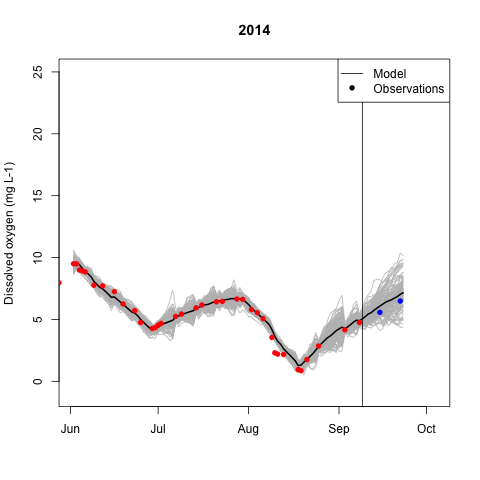 2014
Model
Observations
Dissolved oxygen (mg L-1)
25
20
15
10
5
0
Jun
Jul
Aug
Sep
Oct